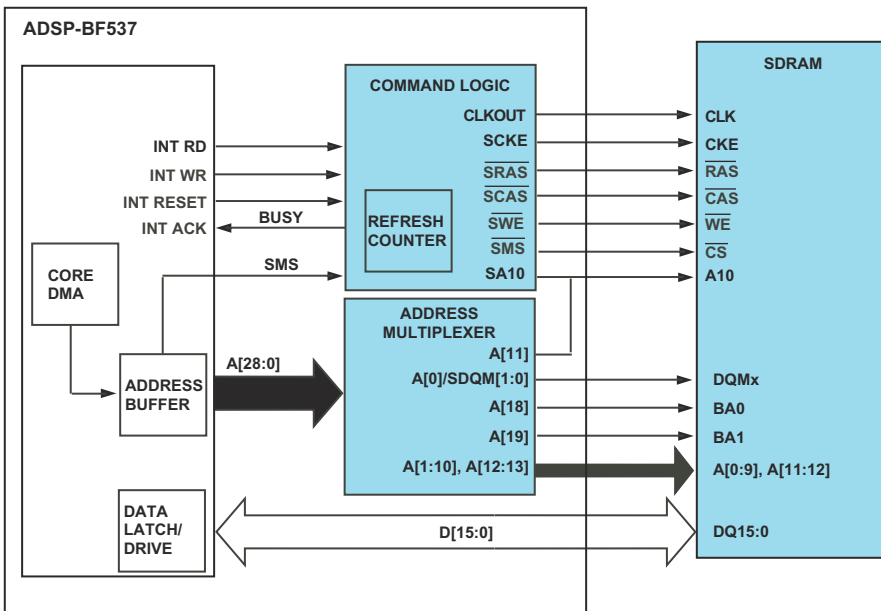 ADSP-BF537
COMMAND LOGIC
SDRAM
CLKOUT
CLK
INT RD
SCKE
CKE
INT WR
SRAS
RAS
INT RESET
SCAS
CAS
INT ACK
BUSY
REFRESH
COUNTER
SWE
WE
SMS
CS
SMS
SA10
A10
CORE
DMA
ADDRESS
MULTIPLEXER
A[11]
ADDRESS
BUFFER
A[28:0]
A[0]/SDQM[1:0]
DQMx
A[18]
BA0
A[19]
BA1
A[1:10], A[12:13]
A[0:9], A[11:12]
DATA
LATCH/
DRIVE
D[15:0]
DQ15:0